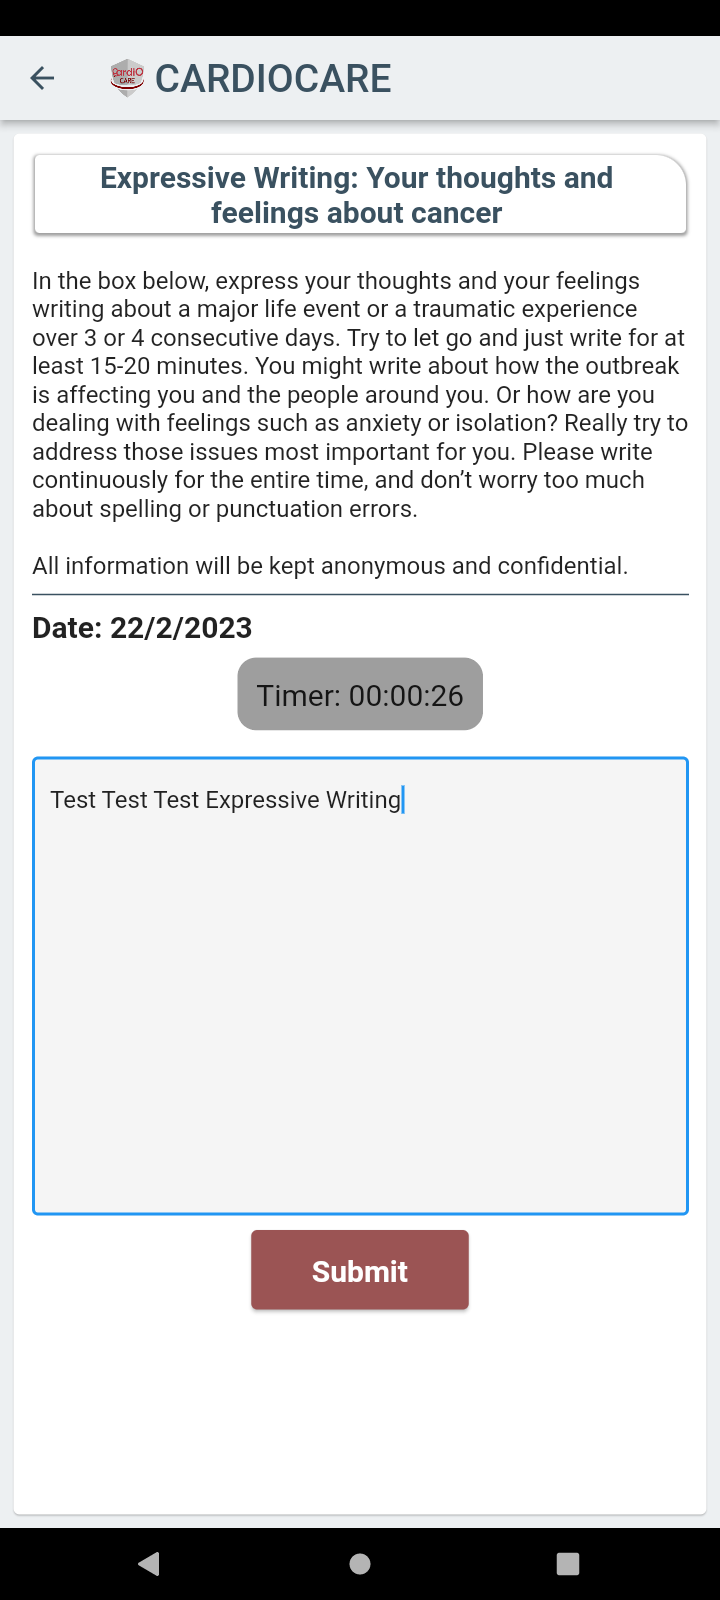 CardiO
CARE
CARDIOCARE
Expressive Writing: Your thoughts and
feelings about cancer
In the box below, express your thoughts and your feelings
writing about a major life event or a traumatic experience
over 3 or 4 consecutive days. Try to let go and just write for at
least 15-20 minutes. You might write about how the outbreak
is affecting you and the people around you. Or how are you
dealing with feelings such as anxiety or isolation? Really try to
address those issues most important for you. Please write
continuously for the entire time, and don’t worry too much
about spelling or punctuation errors.
All information will be kept anonymous and confidential.
Date: 22/2/2023
Timer: 00:00:26
Test Test Test Expressive Writing
Submit